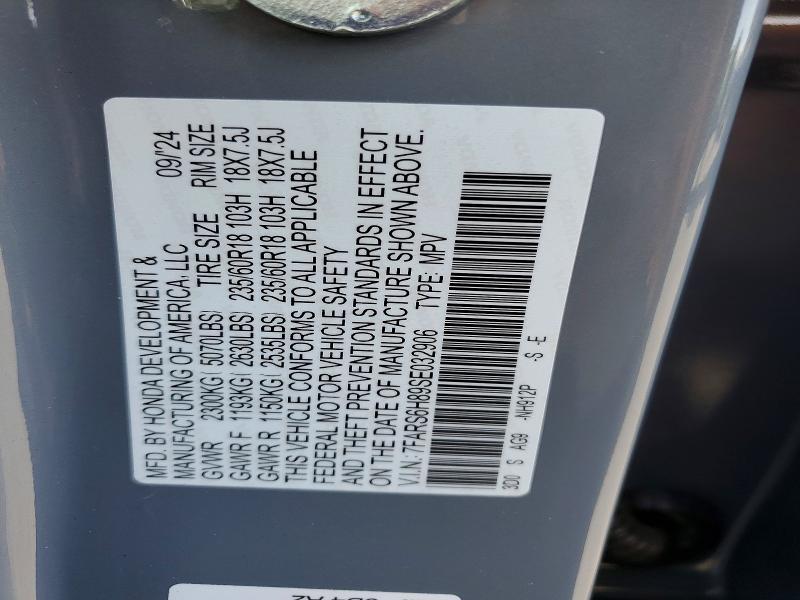 MFD. BY HONDA DEVELOPMENT &
MANUFACTURING OF AMERICA, LLC 09/'24
GVWR 2300KG( 5070LBS) TIRE SIZE RIM SIZE
GAWR F 1193KG( 2630LBS) 235/60R18 103H 18X7.5J
GAWR R 1150KG( 2535LBS) 235/60R18 103H 18X7.5J
THIS VEHICLE CONFORMS TO ALL APPLICABLE
FEDERAL MOTOR VEHICLE SAFETY
AND THEFT PREVENTION STANDARDS IN EFFECT
ON THE DATE OF MANUFACTURE SHOWN ABOVE.
V.I.N.:7FARS6H89SE032906 TYPE: MPV
3D0 S AG9 -NH912P -S -E